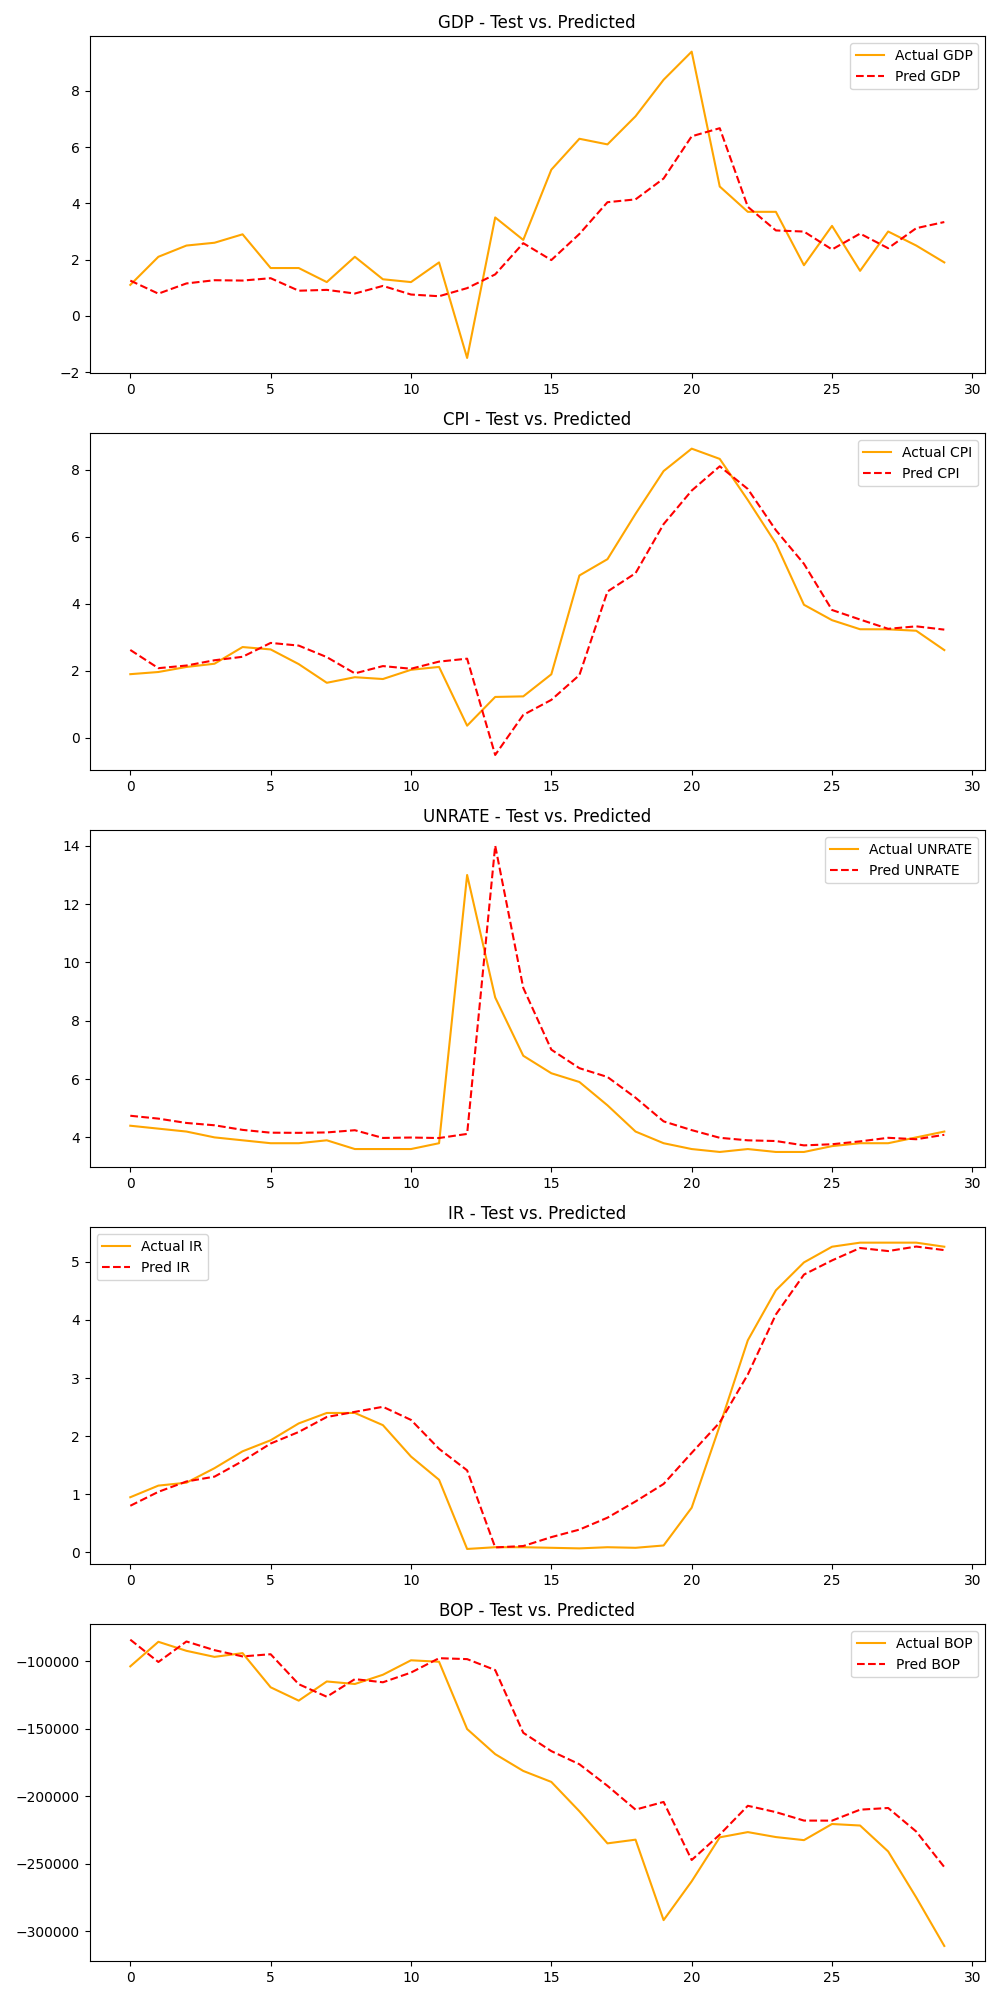 GDP - Test vs. Predicted
Actual GDP
Pred GDP
8
6
4
2
0
−2
0 5 10 15 20 25 30
CPI - Test vs. Predicted
Actual CPI
Pred CPI
8
6
4
2
0
0 5 10 15 20 25 30
UNRATE - Test vs. Predicted
Actual UNRATE
Pred UNRATE
14
12
10
8
6
4
0 5 10 15 20 25 30
IR - Test vs. Predicted
Actual IR
Pred IR
5
4
3
2
1
0
0 5 10 15 20 25 30
BOP - Test vs. Predicted
Actual BOP
Pred BOP
−100000
−150000
−200000
−250000
−300000
0 5 10 15 20 25 30